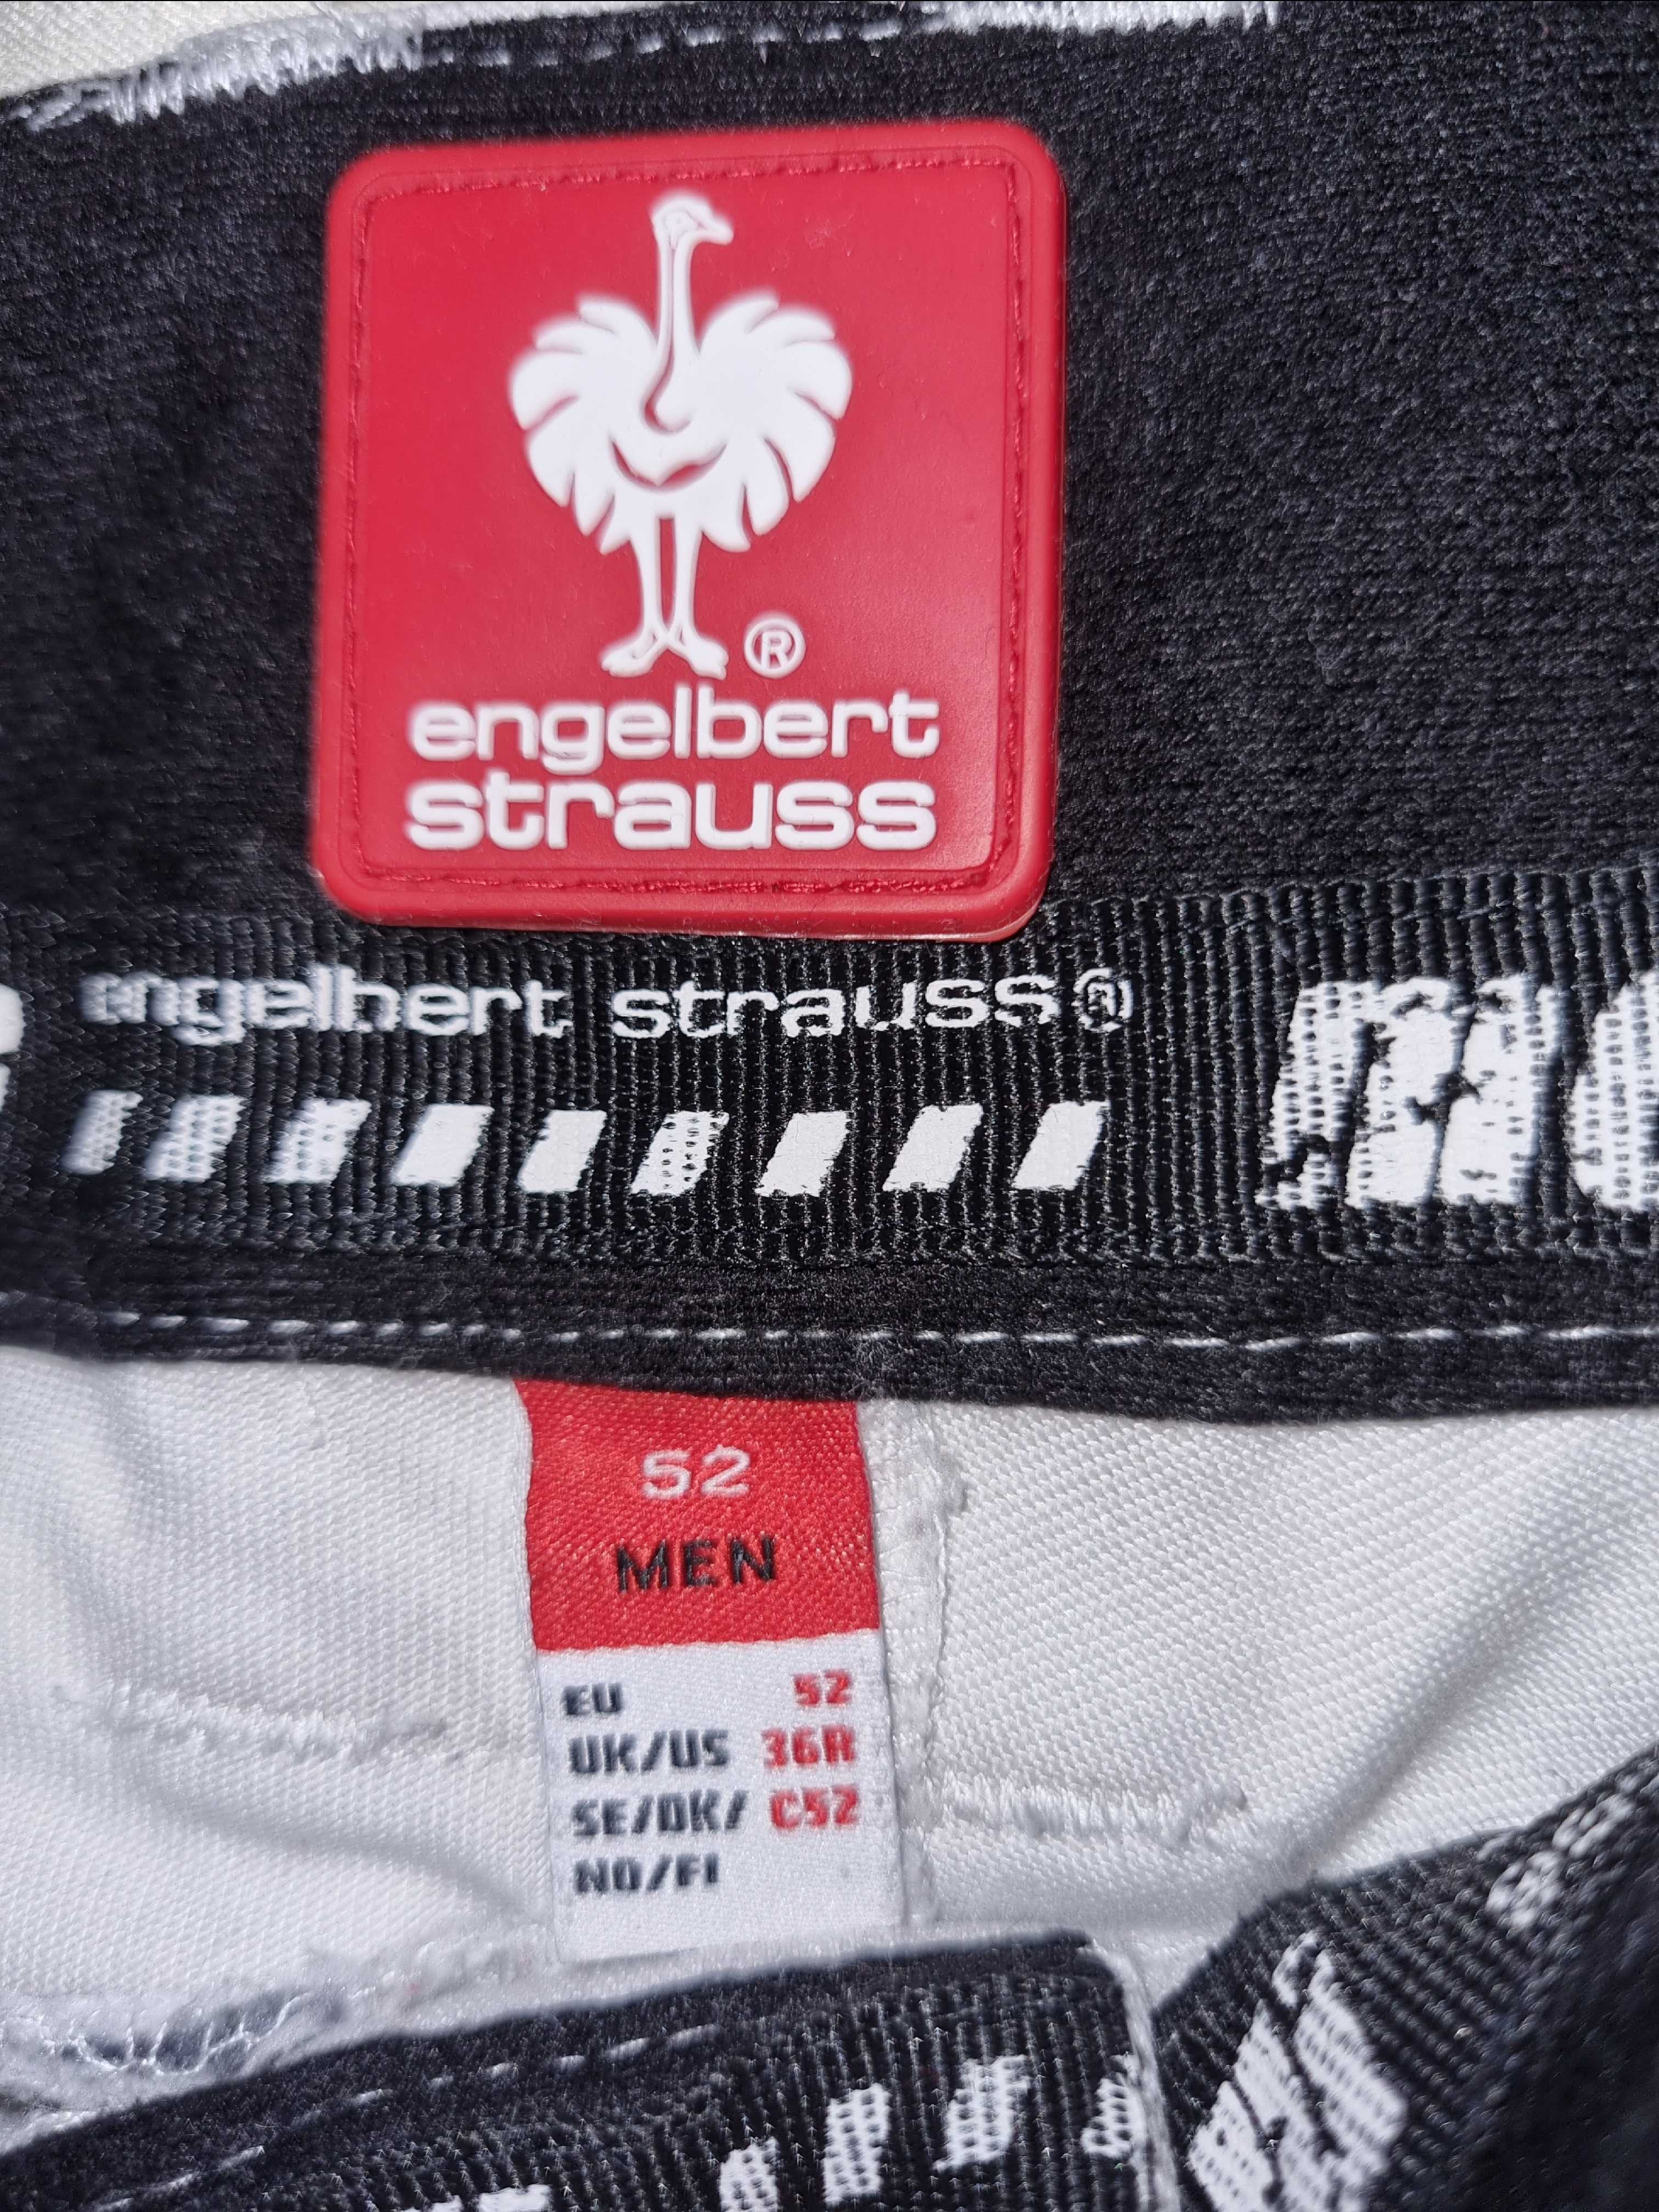 ®
engelbert
strauss
engelbert strauss®
52
MEN
EU 52
UK/US 36R
SE/DK/ C52
NO/FI